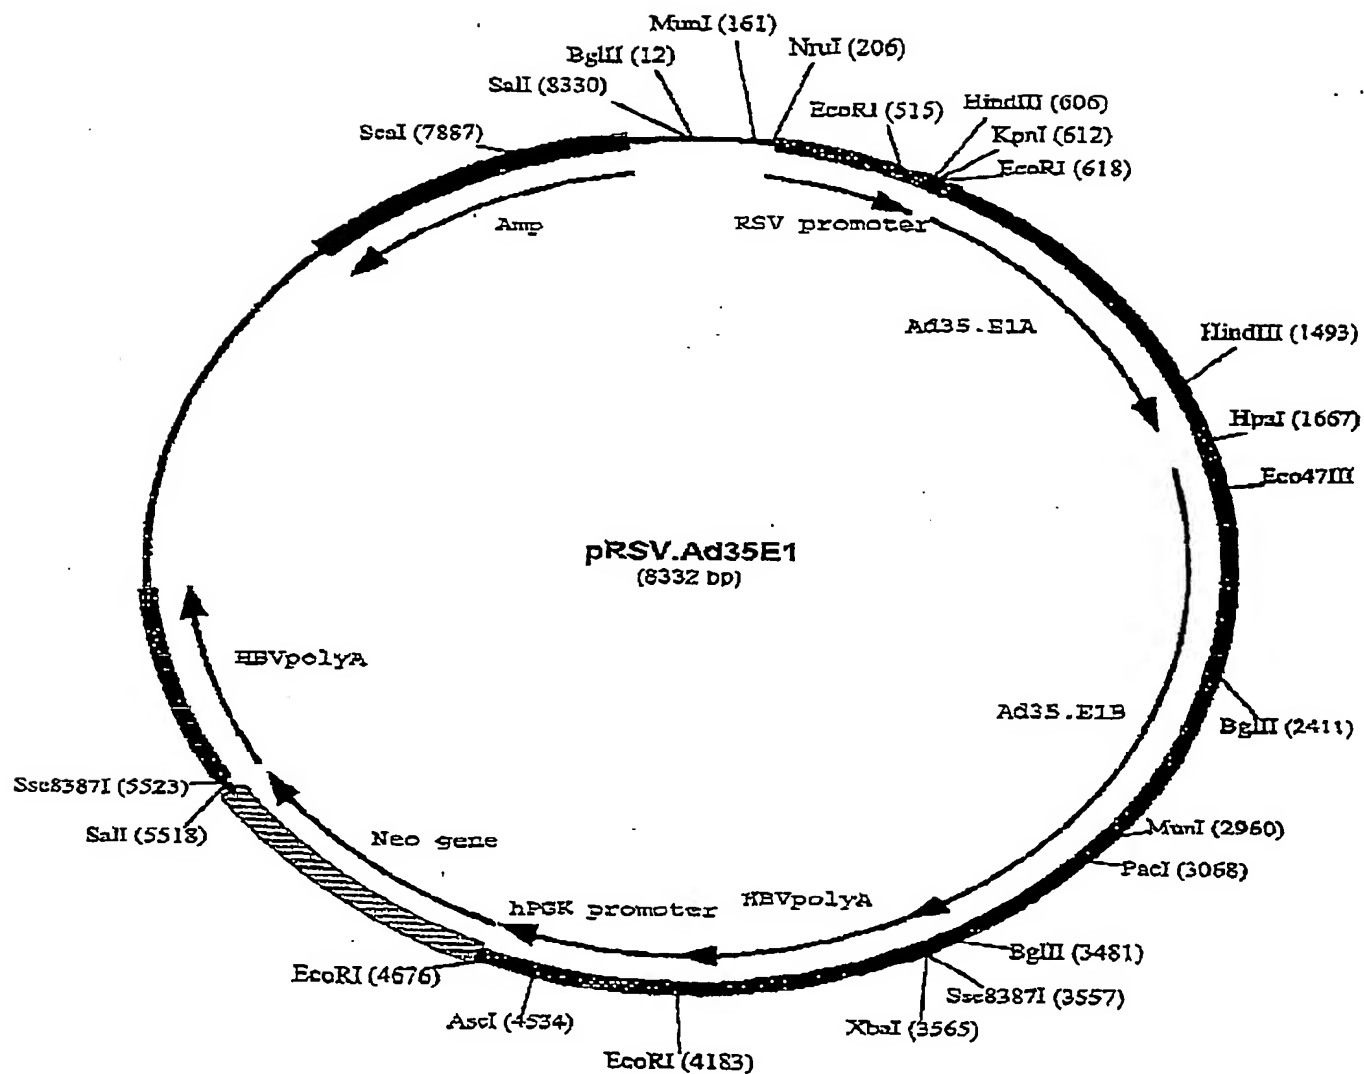 MunI (161)
BglII (12)
NruI (206)
SalI (8330)
HindIII (606)
EcoRI (515)
ScaI (7887)
KpnI (612)
EcoRI (618)
Amp
RSV promoter
Ad35.E1A
HindIII (1493)
HpaI (1667)
Eco47III
pRSV.Ad35E1
(8332 bp)
HBVpolyA
Ad35.E1B
BglII (2411)
Sse8387I (5523)
SalI (5518)
MunI (2960)
Neo gene
PacI (3068)
hPGK promoter
HBVpolyA
BglII (3481)
EcoRI (4676)
Sse8387I (3557)
AscI (4534)
XbaI (3565)
EcoRI (4183)